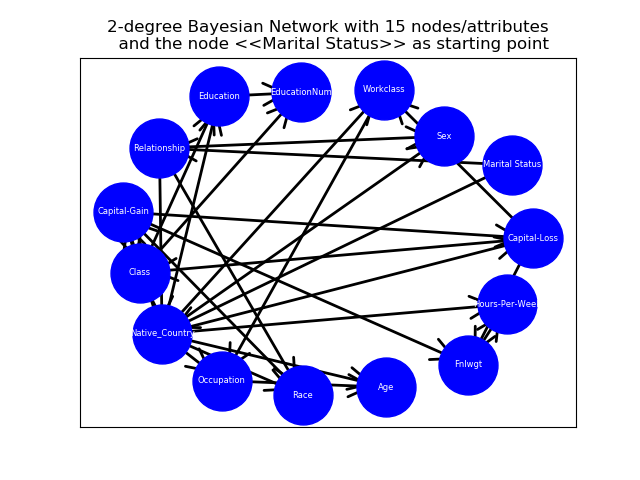 2-degree Bayesian Network with 15 nodes/attributes
and the node <<Marital Status>> as starting point
Education
EducationNum
Workclass
Sex
Relationship
Marital Status
Capital-Gain
Capital-Loss
Class
Hours-Per-Week
Native_Country
Fnlwgt
Occupation
Race
Age